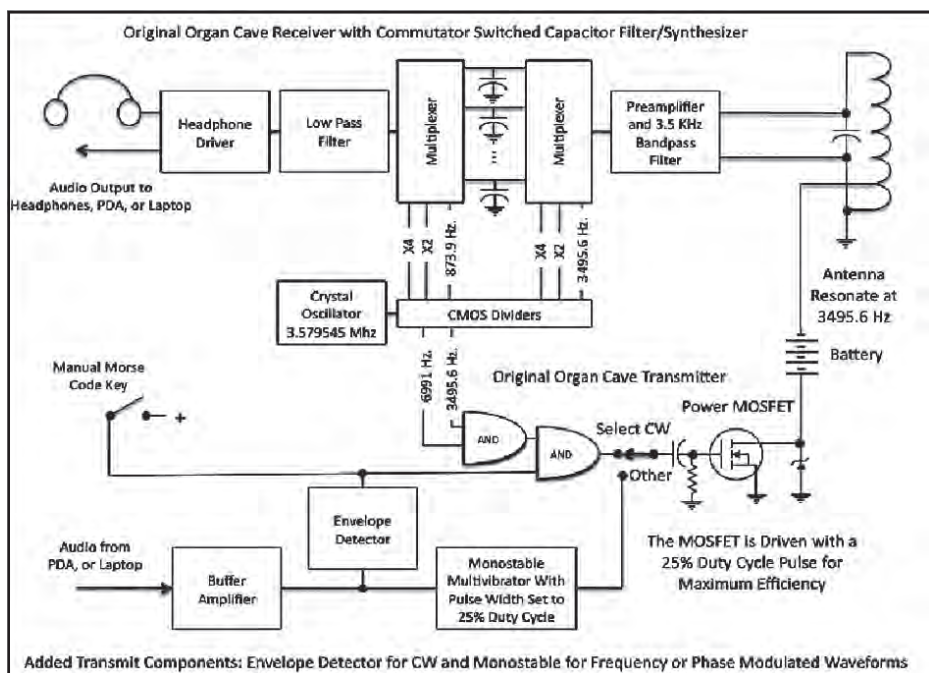 Original Organ Cave Receiver with Commutator Switched Capacitor Filter/Synthesizer
Headphone
Driver
Low Pass
Filter
Multiplexer
Multiplexer
Preamplifier
and 3.5 KHz
Bandpass
Filter
Audio Output to
Headphones, PDA, or Laptop
X4
X2
873.9 Hz.
X4
X2
3495.6 Hz.
Crystal
Oscillator
3.579545 Mhz
CMOS Dividers
Antenna
Resonate at
3495.6 Hz
Battery
6991 Hz.
3495.6 Hz.
Manual Morse
Code Key
+
Original Organ Cave Transmitter
Power MOSFET
AND
AND
Select CW
Other
Envelope
Detector
Audio from
PDA, or Laptop
Buffer
Amplifier
Monostable
Multivibrator With
Pulse Width Set to
25% Duty Cycle
The MOSFET is Driven with a
25% Duty Cycle Pulse for
Maximum Efficiency
Added Transmit Components: Envelope Detector for CW and Monostable for Frequency or Phase Modulated Waveforms